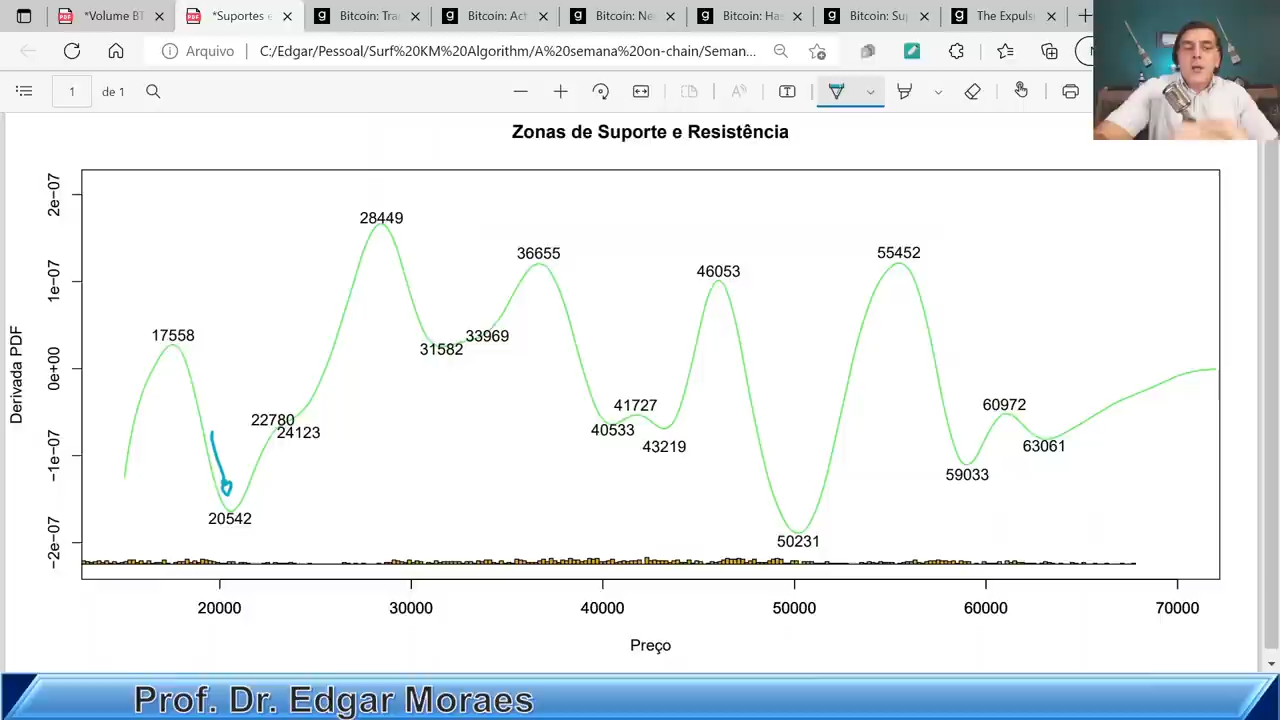 *Volume BT
*Suportes e
Bitcoin: Tra
Bitcoin: Act
Bitcoin: Ne
Bitcoin: Ha
Bitcoin: Su
The Expuls
Arquivo
C:/Edgar/Pessoal/Surf%20KM%20Algorithm/A%20semana%20on-chain/Seman...
1
de 1
Zonas de Suporte e Resistência
Derivada PDF
2e-07
1e-07
0e+00
-1e-07
-2e-07
17558
20542
22780
24123
28449
31582
33969
36655
40533
41727
43219
46053
50231
55452
59033
60972
63061
20000
30000
40000
50000
60000
70000
Preço
Prof. Dr. Edgar Moraes